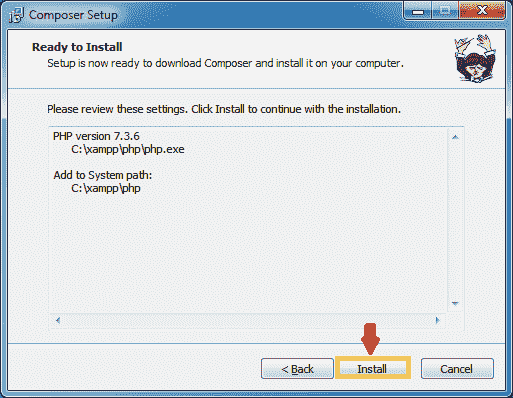 Composer Setup
Ready to Install
Setup is now ready to download Composer and install it on your computer.
Please review these settings. Click Install to continue with the installation.
PHP version 7.3.6
C:\xampp\php\php.exe
Add to System path:
C:\xampp\php
< Back
Install
Cancel